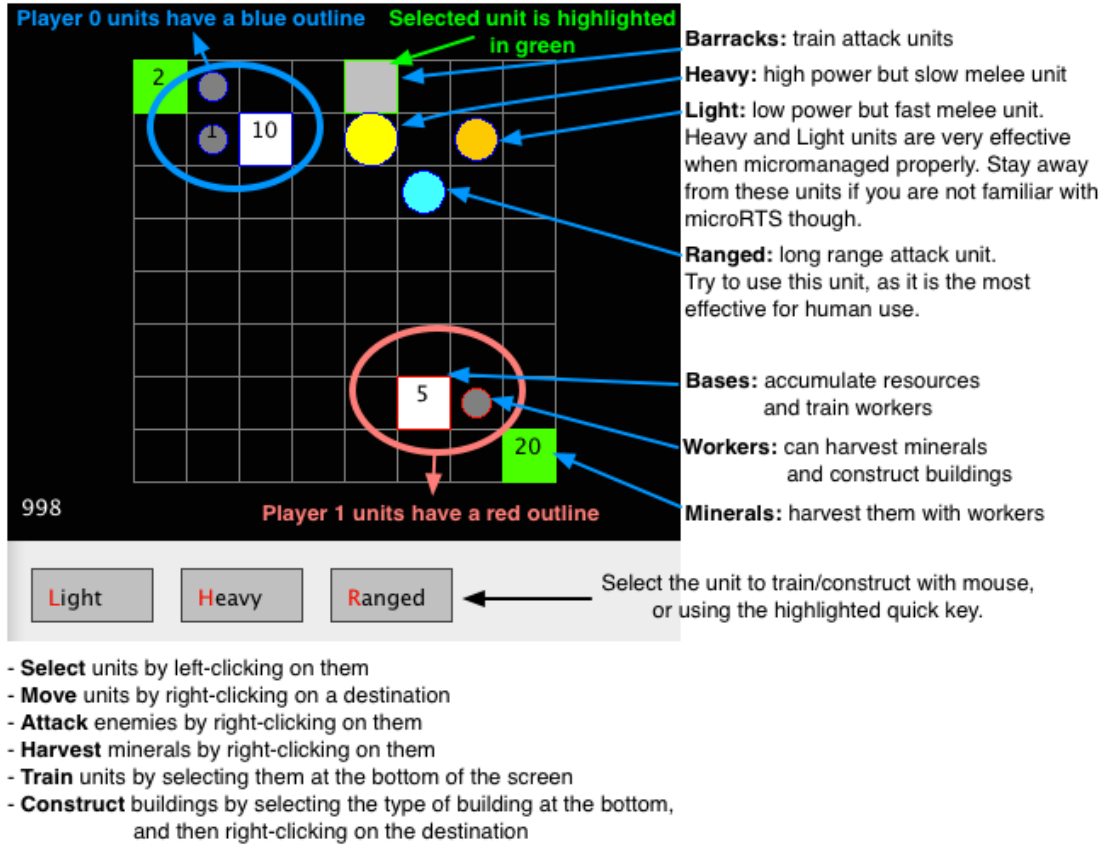 Player 0 units have a blue outline
Selected unit is highlighted
in green
Barracks: train attack units
Heavy: high power but slow melee unit
Light: low power but fast melee unit.
Heavy and Light units are very effective
when micromanaged properly. Stay away
from these units if you are not familiar with
microRTS though.
Ranged: long range attack unit.
Try to use this unit, as it is the most
effective for human use.
2
1
10
5
20
Bases: accumulate resources
and train workers
Workers: can harvest minerals
and construct buildings
Minerals: harvest them with workers
998
Player 1 units have a red outline
Light
Heavy
Ranged
Select the unit to train/construct with mouse,
or using the highlighted quick key.
- Select units by left-clicking on them
- Move units by right-clicking on a destination
- Attack enemies by right-clicking on them
- Harvest minerals by right-clicking on them
- Train units by selecting them at the bottom of the screen
- Construct buildings by selecting the type of building at the bottom,
and then right-clicking on the destination